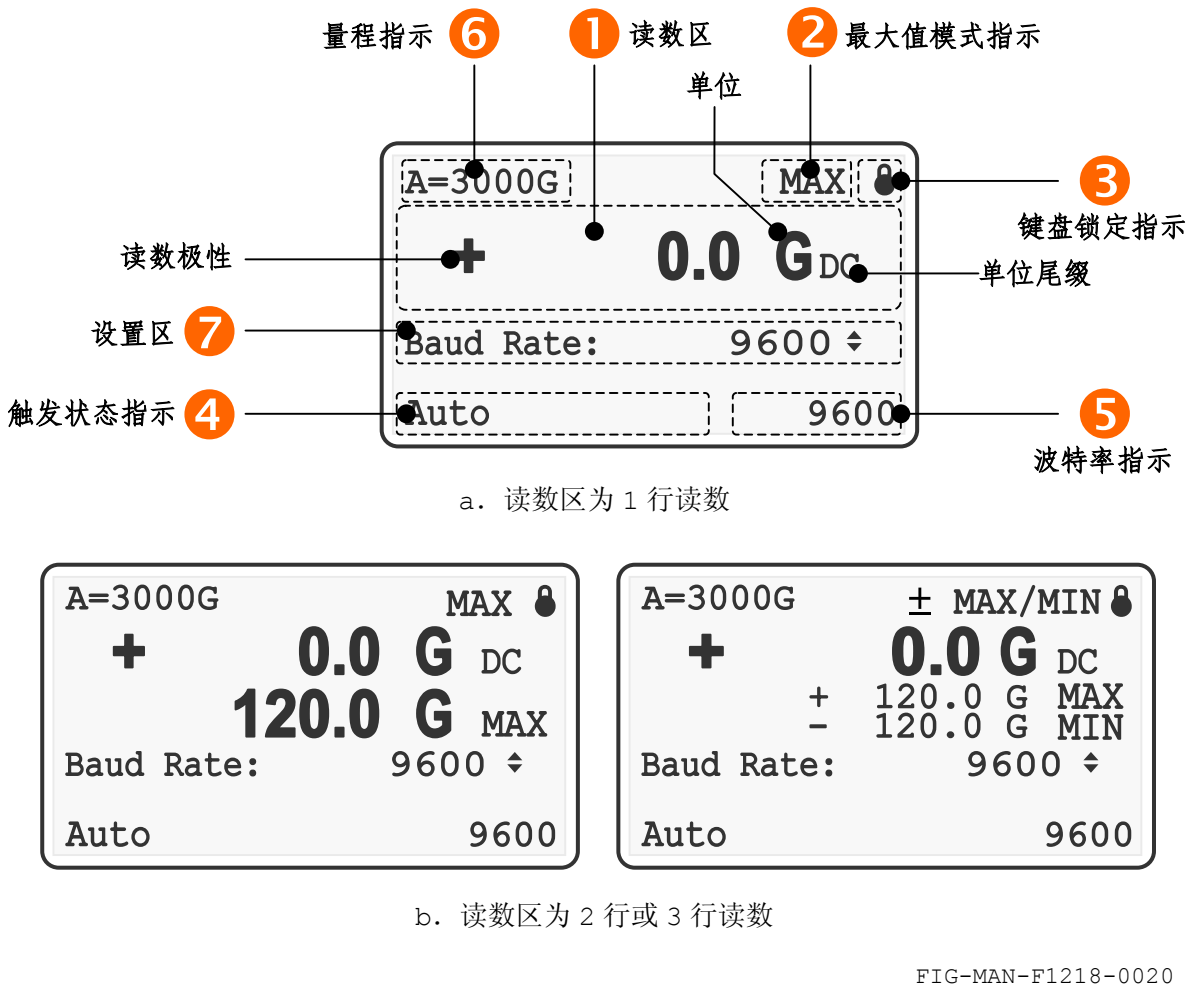 量程指示 6 1 读数区 2 最大值模式指示
单位
A=3000G MAX
3
键盘锁定指示
读数极性 + 0.0 G DC 单位尾缀
设置区 7 Baud Rate: 9600
触发状态指示 4 Auto 9600 5
波特率指示
a. 读数区为 1 行读数
A=3000G MAX
+ 0.0 G DC
120.0 G MAX
Baud Rate: 9600
Auto 9600
A=3000G ± MAX/MIN
+ 0.0 G DC
+ 120.0 G MAX
- 120.0 G MIN
Baud Rate: 9600
Auto 9600
b. 读数区为 2 行或 3 行读数
FIG-MAN-F1218-0020